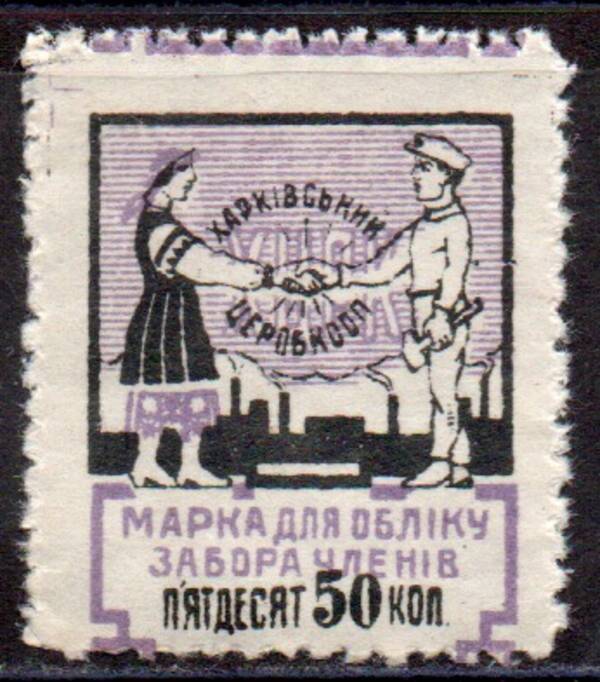 ХАРКІВСЬКИЙ
ЦЕРОБКООП
МАРКА ДЛЯ ОБЛІКУ
ЗАБОРА ЧЛЕНІВ
П'ЯТДЕСЯТ 50 КОП.